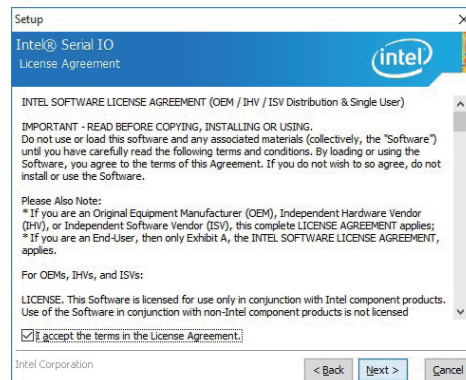 Setup
Intel® Serial IO
License Agreement
intel
INTEL SOFTWARE LICENSE AGREEMENT (OEM / IHV / ISV Distribution & Single User)
IMPORTANT - READ BEFORE COPYING, INSTALLING OR USING.
Do not use or load this software and any associated materials (collectively, the "Software")
until you have carefully read the following terms and conditions. By loading or using the
Software, you agree to the terms of this Agreement. If you do not wish to so agree, do not
install or use the Software.
Please Also Note:
* If you are an Original Equipment Manufacturer (OEM), Independent Hardware Vendor
(IHV), or Independent Software Vendor (ISV), this complete LICENSE AGREEMENT applies;
* If you are an End-User, then only Exhibit A, the INTEL SOFTWARE LICENSE AGREEMENT,
applies.
For OEMs, IHVs, and ISVs:
LICENSE. This Software is licensed for use only in conjunction with Intel component products.
Use of the Software in conjunction with non-Intel component products is not licensed
I accept the terms in the License Agreement.
Intel Corporation
< Back Next > Cancel